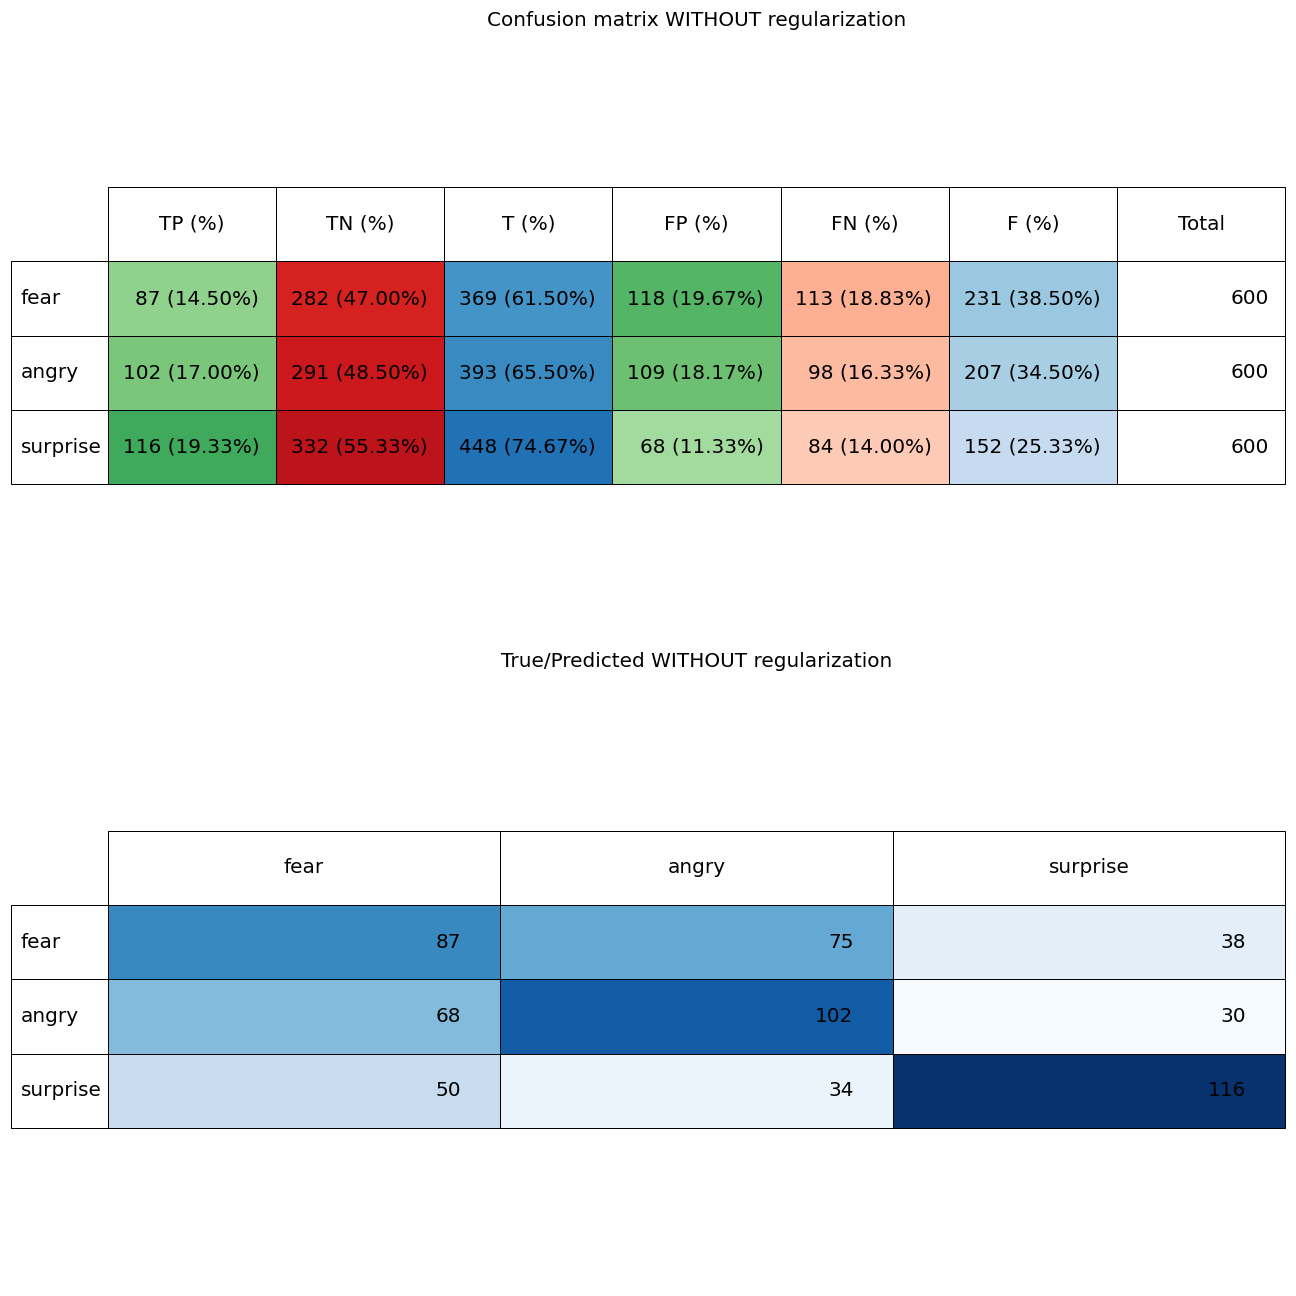 Confusion matrix WITHOUT regularization
TP (%) TN (%) T (%) FP (%) FN (%) F (%) Total
fear 87 (14.50%) 282 (47.00%) 369 (61.50%) 118 (19.67%) 113 (18.83%) 231 (38.50%) 600
angry 102 (17.00%) 291 (48.50%) 393 (65.50%) 109 (18.17%) 98 (16.33%) 207 (34.50%) 600
surprise 116 (19.33%) 332 (55.33%) 448 (74.67%) 68 (11.33%) 84 (14.00%) 152 (25.33%) 600
True/Predicted WITHOUT regularization
fear angry surprise
fear 87 75 38
angry 68 102 30
surprise 50 34 116